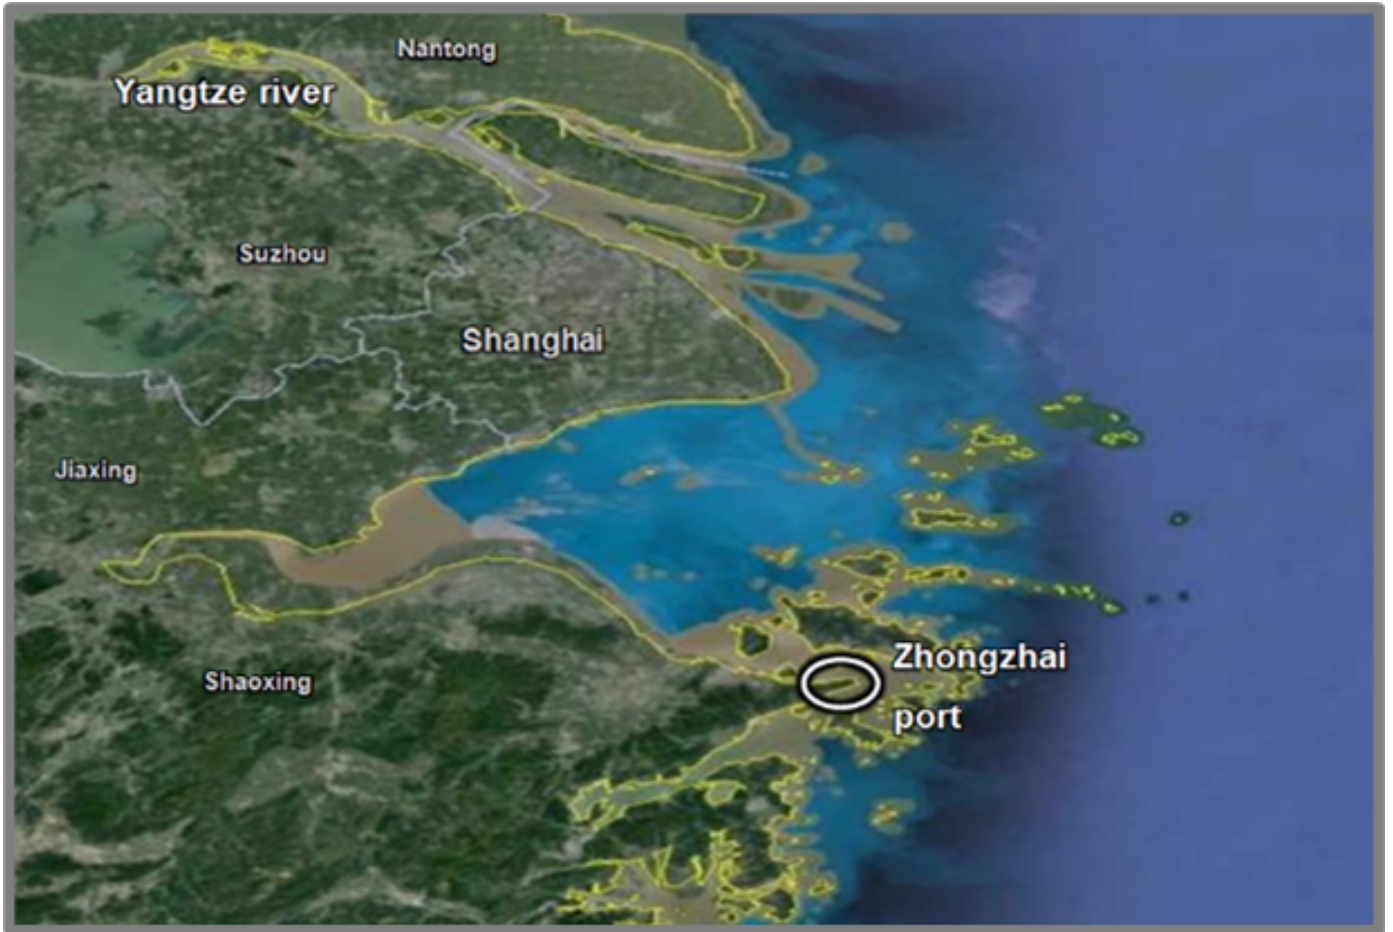 Nantong
Yangtze river
Suzhou
Shanghai
Jiaxing
Zhongzhai
port
Shaoxing